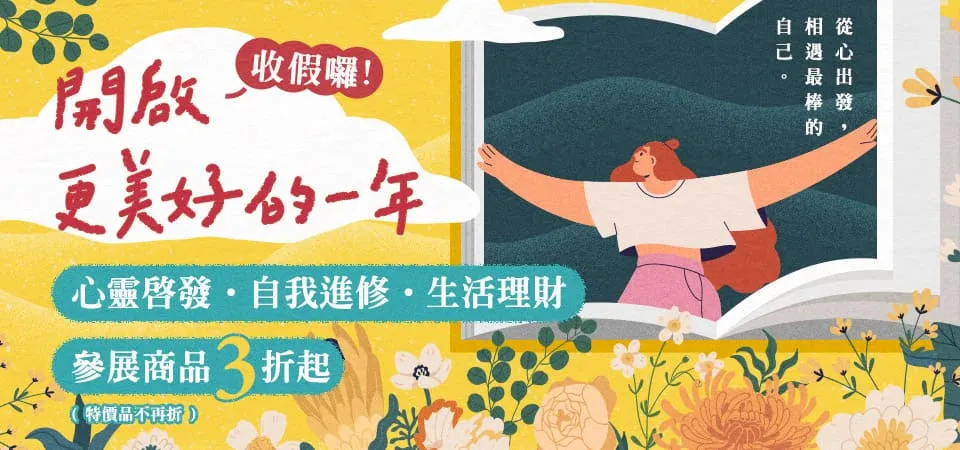 收假囉!
開啟
更美好的一年
心靈啓發・自我進修・生活理財
參展商品3折起
( 特價品不再折 )
從心出發，
相遇最棒的
自己。